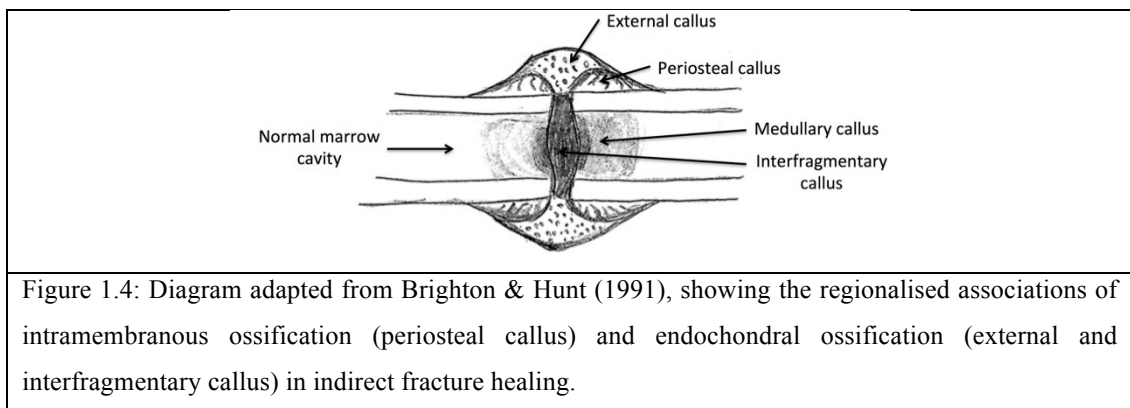 External callus
Periosteal callus
Normal marrow
cavity
Medullary callus
Interfragmentary
callus
Figure 1.4: Diagram adapted from Brighton & Hunt (1991), showing the regionalised associations of
intramembranous ossification (periosteal callus) and endochondral ossification (external and
interfragmentary callus) in indirect fracture healing.